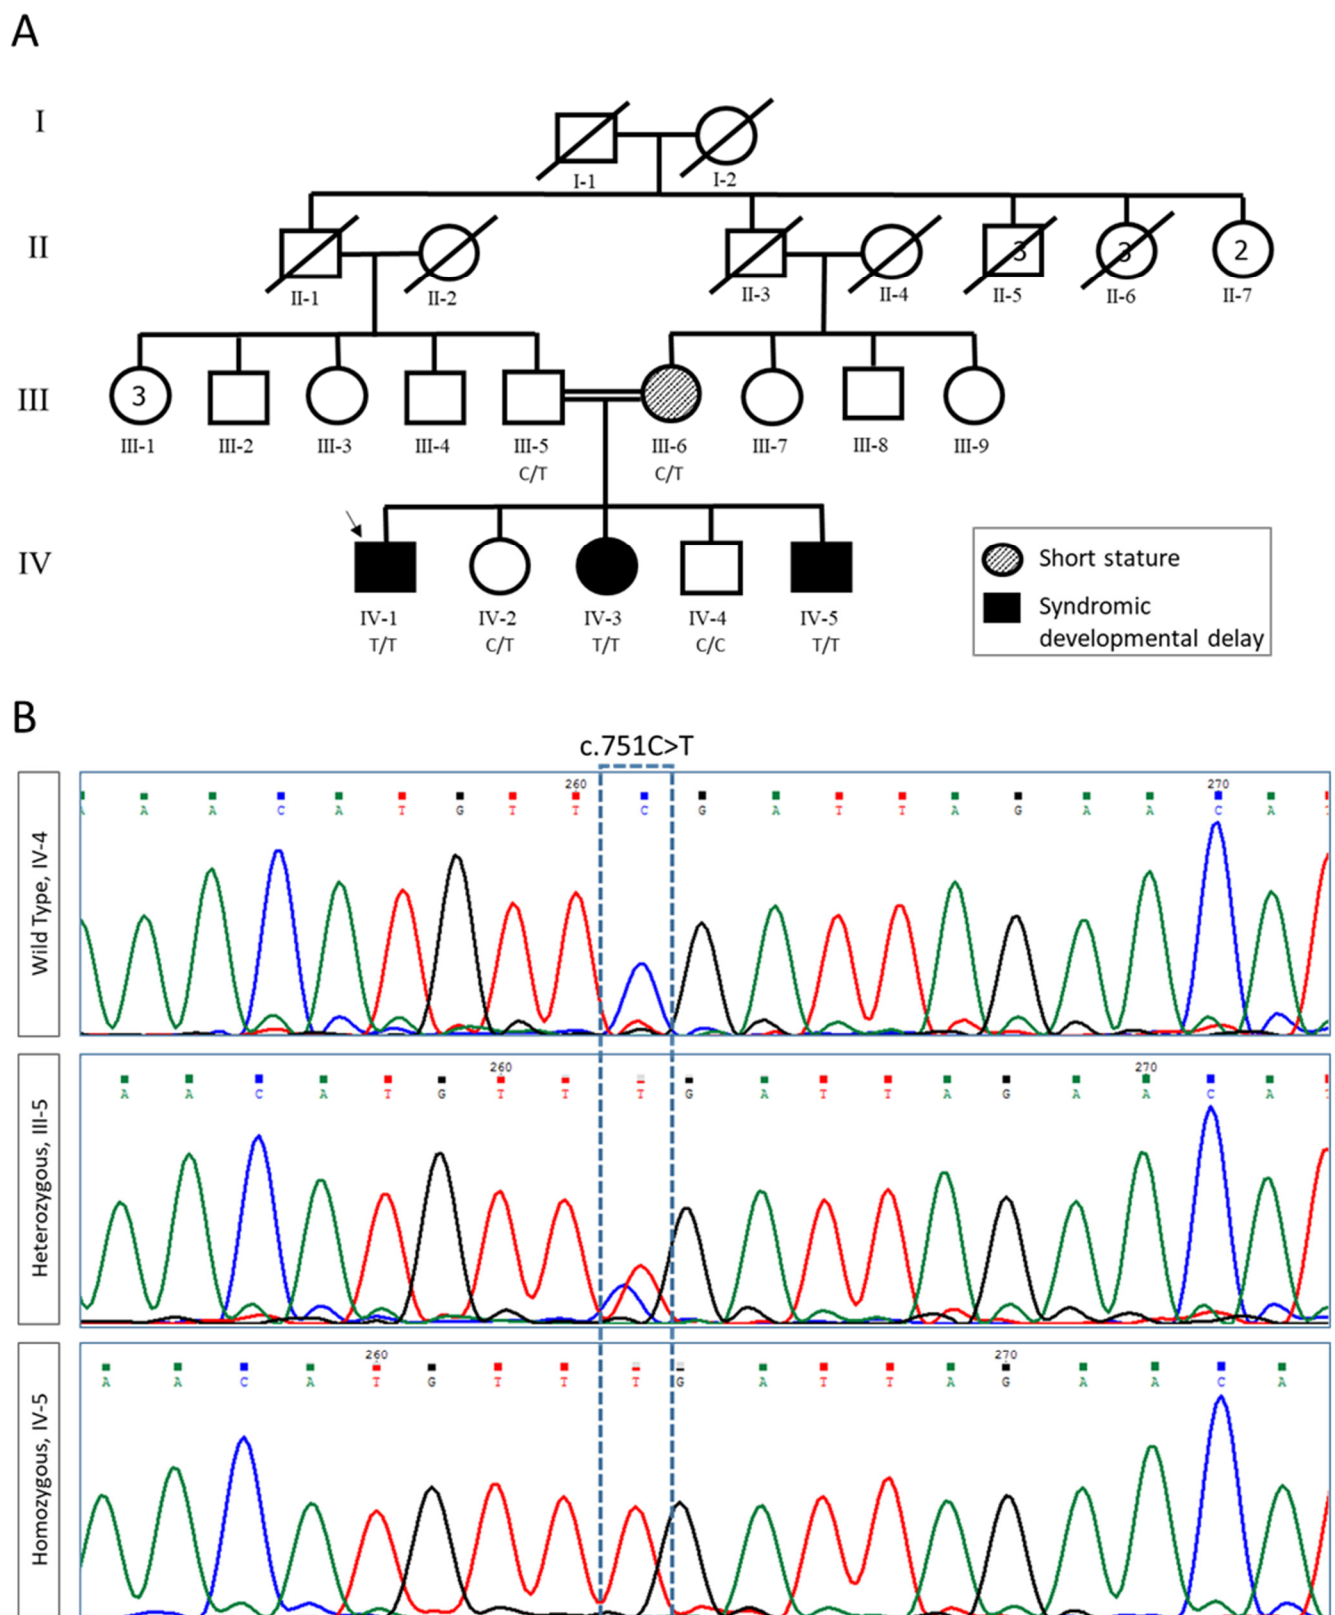 A
I
I-1 I-2
II
3 3 2
II-1 II-2 II-3 II-4 II-5 II-6 II-7
III
3
III-1 III-2 III-3 III-4 III-5 III-6 III-7 III-8 III-9
C/T C/T
IV
Short stature
Syndromic
developmental delay
IV-1 IV-2 IV-3 IV-4 IV-5
T/T C/T T/T C/C T/T
B
c.751C>T
Wild Type, IV-4
260 270
A A A C A T G T T C G A T T A G A A C A T
Heterozygous, III-5
260 270
A A C A T G T T T G A T T A G A A C A T
Homozygous, IV-5
260 270
A A C A T G T T T G A T T A G A A C A